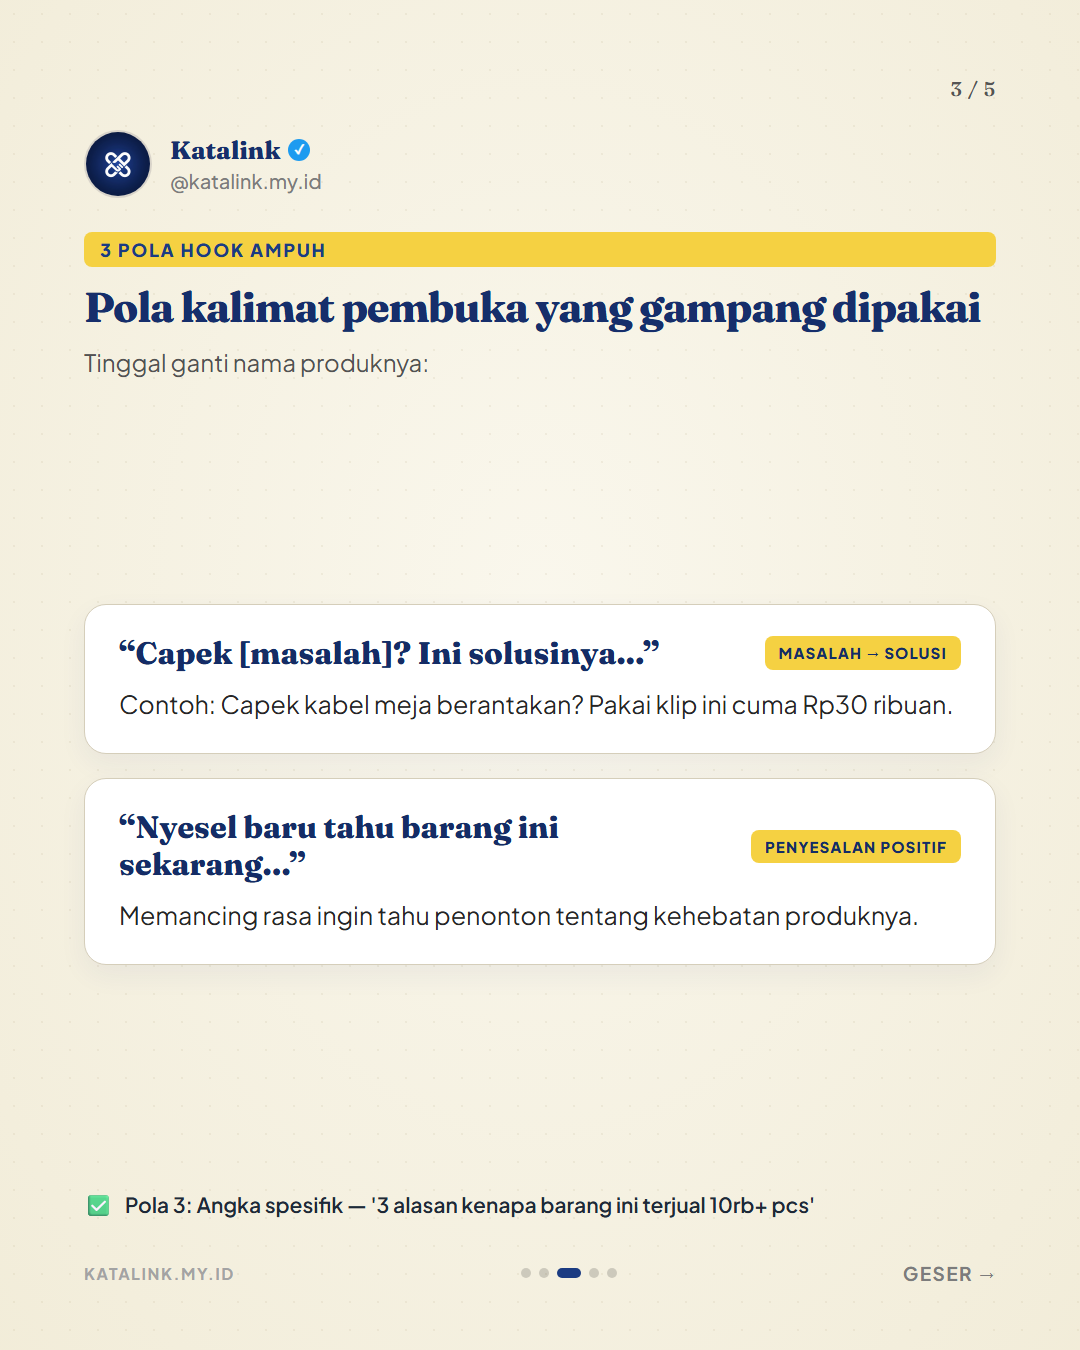 3 / 5
Katalink
@katalink.my.id
3 POLA HOOK AMPUH
Pola kalimat pembuka yang gampang dipakai
Tinggal ganti nama produknya:
“Capek [masalah]? Ini solusinya...”
MASALAH → SOLUSI
Contoh: Capek kabel meja berantakan? Pakai klip ini cuma Rp30 ribuan.
“Nyesel baru tahu barang ini
sekarang...”
PENYESALAN POSITIF
Memancing rasa ingin tahu penonton tentang kehebatan produknya.
✅ Pola 3: Angka spesifik — '3 alasan kenapa barang ini terjual 10rb+ pcs'
KATALINK.MY.ID
GESER →